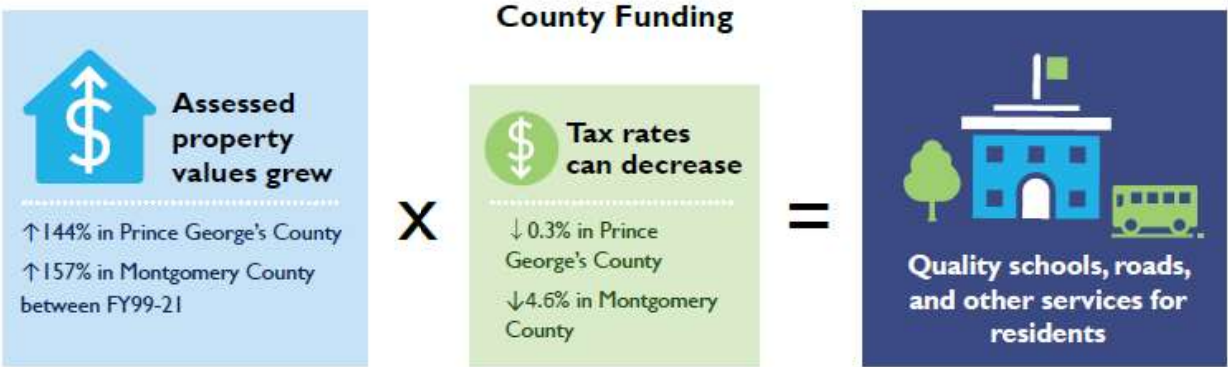 County Funding
Assessed
property
values grew
↑144% in Prince George's County
↑157% in Montgomery County
between FY99-21
X
Tax rates
can decrease
↓0.3% in Prince
George's County
↓4.6% in Montgomery
County
=
Quality schools, roads,
and other services for
residents